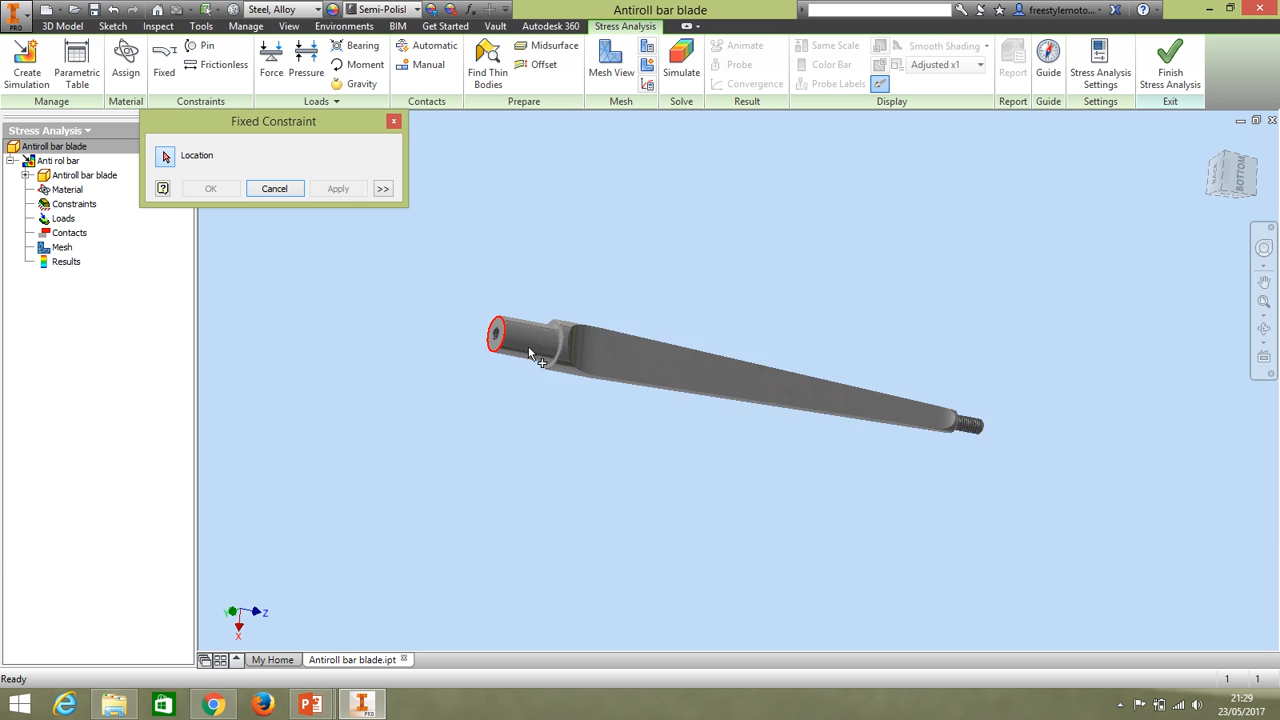 PRO
Steel, Alloy
Semi-Polisl
Antiroll bar blade
freestylemoto...
3D Model
Sketch
Inspect
Tools
Manage
View
Environments
BIM
Get Started
Vault
Autodesk 360
Stress Analysis
Create Simulation
Parametric Table
Assign
Fixed
Pin
Frictionless
Force
Pressure
Bearing
Moment
Gravity
Automatic
Manual
Find Thin Bodies
Midsurface
Offset
Mesh View
Simulate
Animate
Probe
Convergence
Same Scale
Color Bar
Probe Labels
Smooth Shading
Adjusted x1
Report
Guide
Stress Analysis Settings
Finish Stress Analysis
Manage
Material
Constraints
Loads
Contacts
Prepare
Mesh
Solve
Result
Display
Report
Guide
Settings
Exit
Stress Analysis
Antiroll bar blade
Anti rol bar
Antiroll bar blade
Material
Constraints
Loads
Contacts
Mesh
Results
Fixed Constraint
Location
OK
Cancel
Apply
>>
BOTTOM
Y
Z
X
My Home
Antiroll bar blade.ipt
Ready
1
1
PRO
21:29
23/05/2017